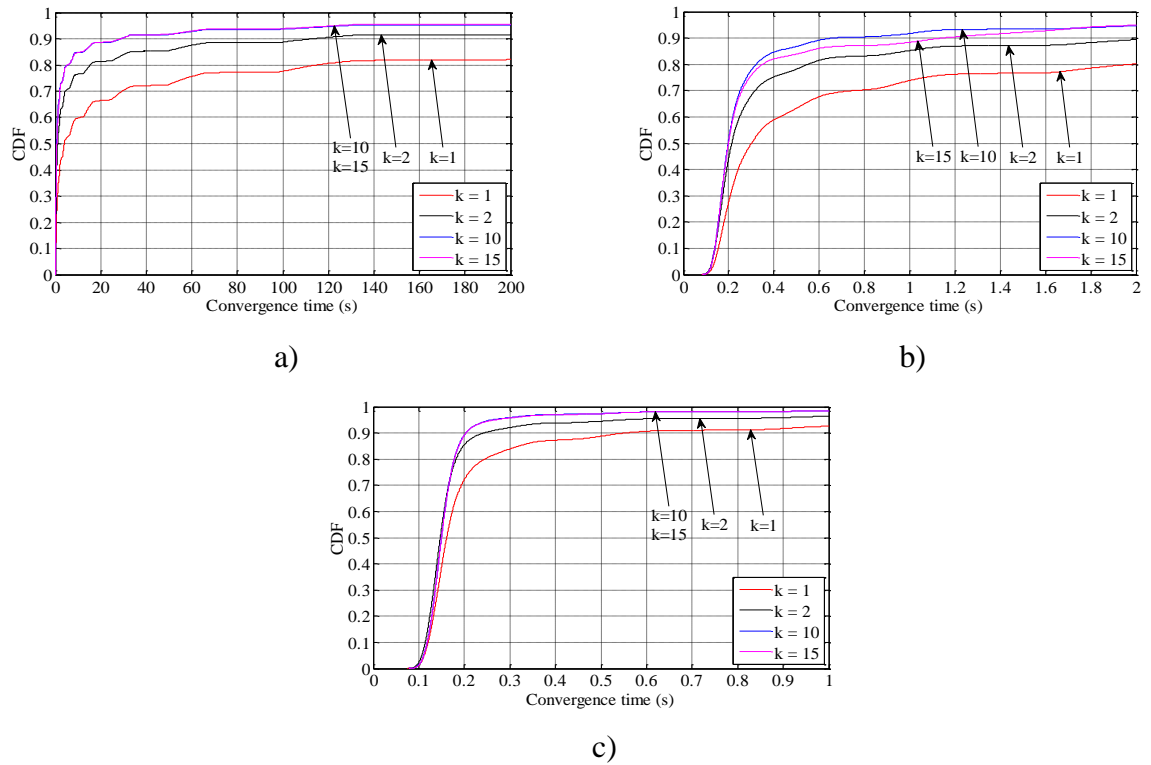 1
0.9
0.8
0.7
0.6
0.5
0.4
0.3
0.2
0.1
0
CDF
0 20 40 60 80 100 120 140 160 180 200
Convergence time (s)
k=10
k=15
k=2
k=1
k = 1
k = 2
k = 10
k = 15
a)
1
0.9
0.8
0.7
0.6
0.5
0.4
0.3
0.2
0.1
0
CDF
0 0.2 0.4 0.6 0.8 1 1.2 1.4 1.6 1.8 2
Convergence time (s)
k=15
k=10
k=2
k=1
k = 1
k = 2
k = 10
k = 15
b)
1
0.9
0.8
0.7
0.6
0.5
0.4
0.3
0.2
0.1
0
CDF
0 0.1 0.2 0.3 0.4 0.5 0.6 0.7 0.8 0.9 1
Convergence time (s)
k=10
k=15
k=2
k=1
k = 1
k = 2
k = 10
k = 15
c)